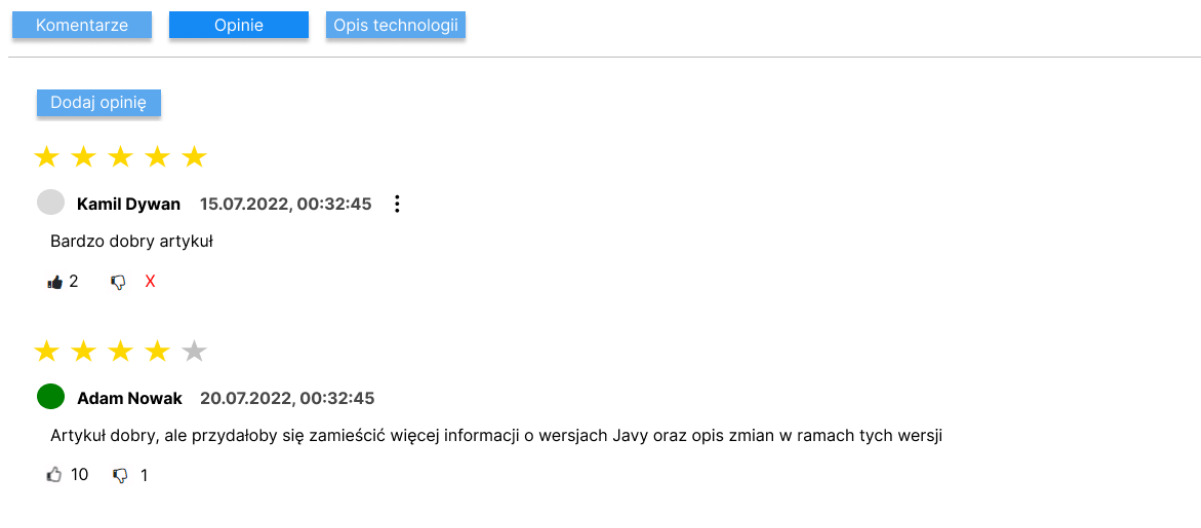 Komentarze Opinie Opis technologii
Dodaj opinię
Kamil Dywan 15.07.2022, 00:32:45
Bardzo dobry artykuł
2 X
Adam Nowak 20.07.2022, 00:32:45
Artykuł dobry, ale przydałoby się zamieścić więcej informacji o wersjach Javy oraz opis zmian w ramach tych wersji
10 1